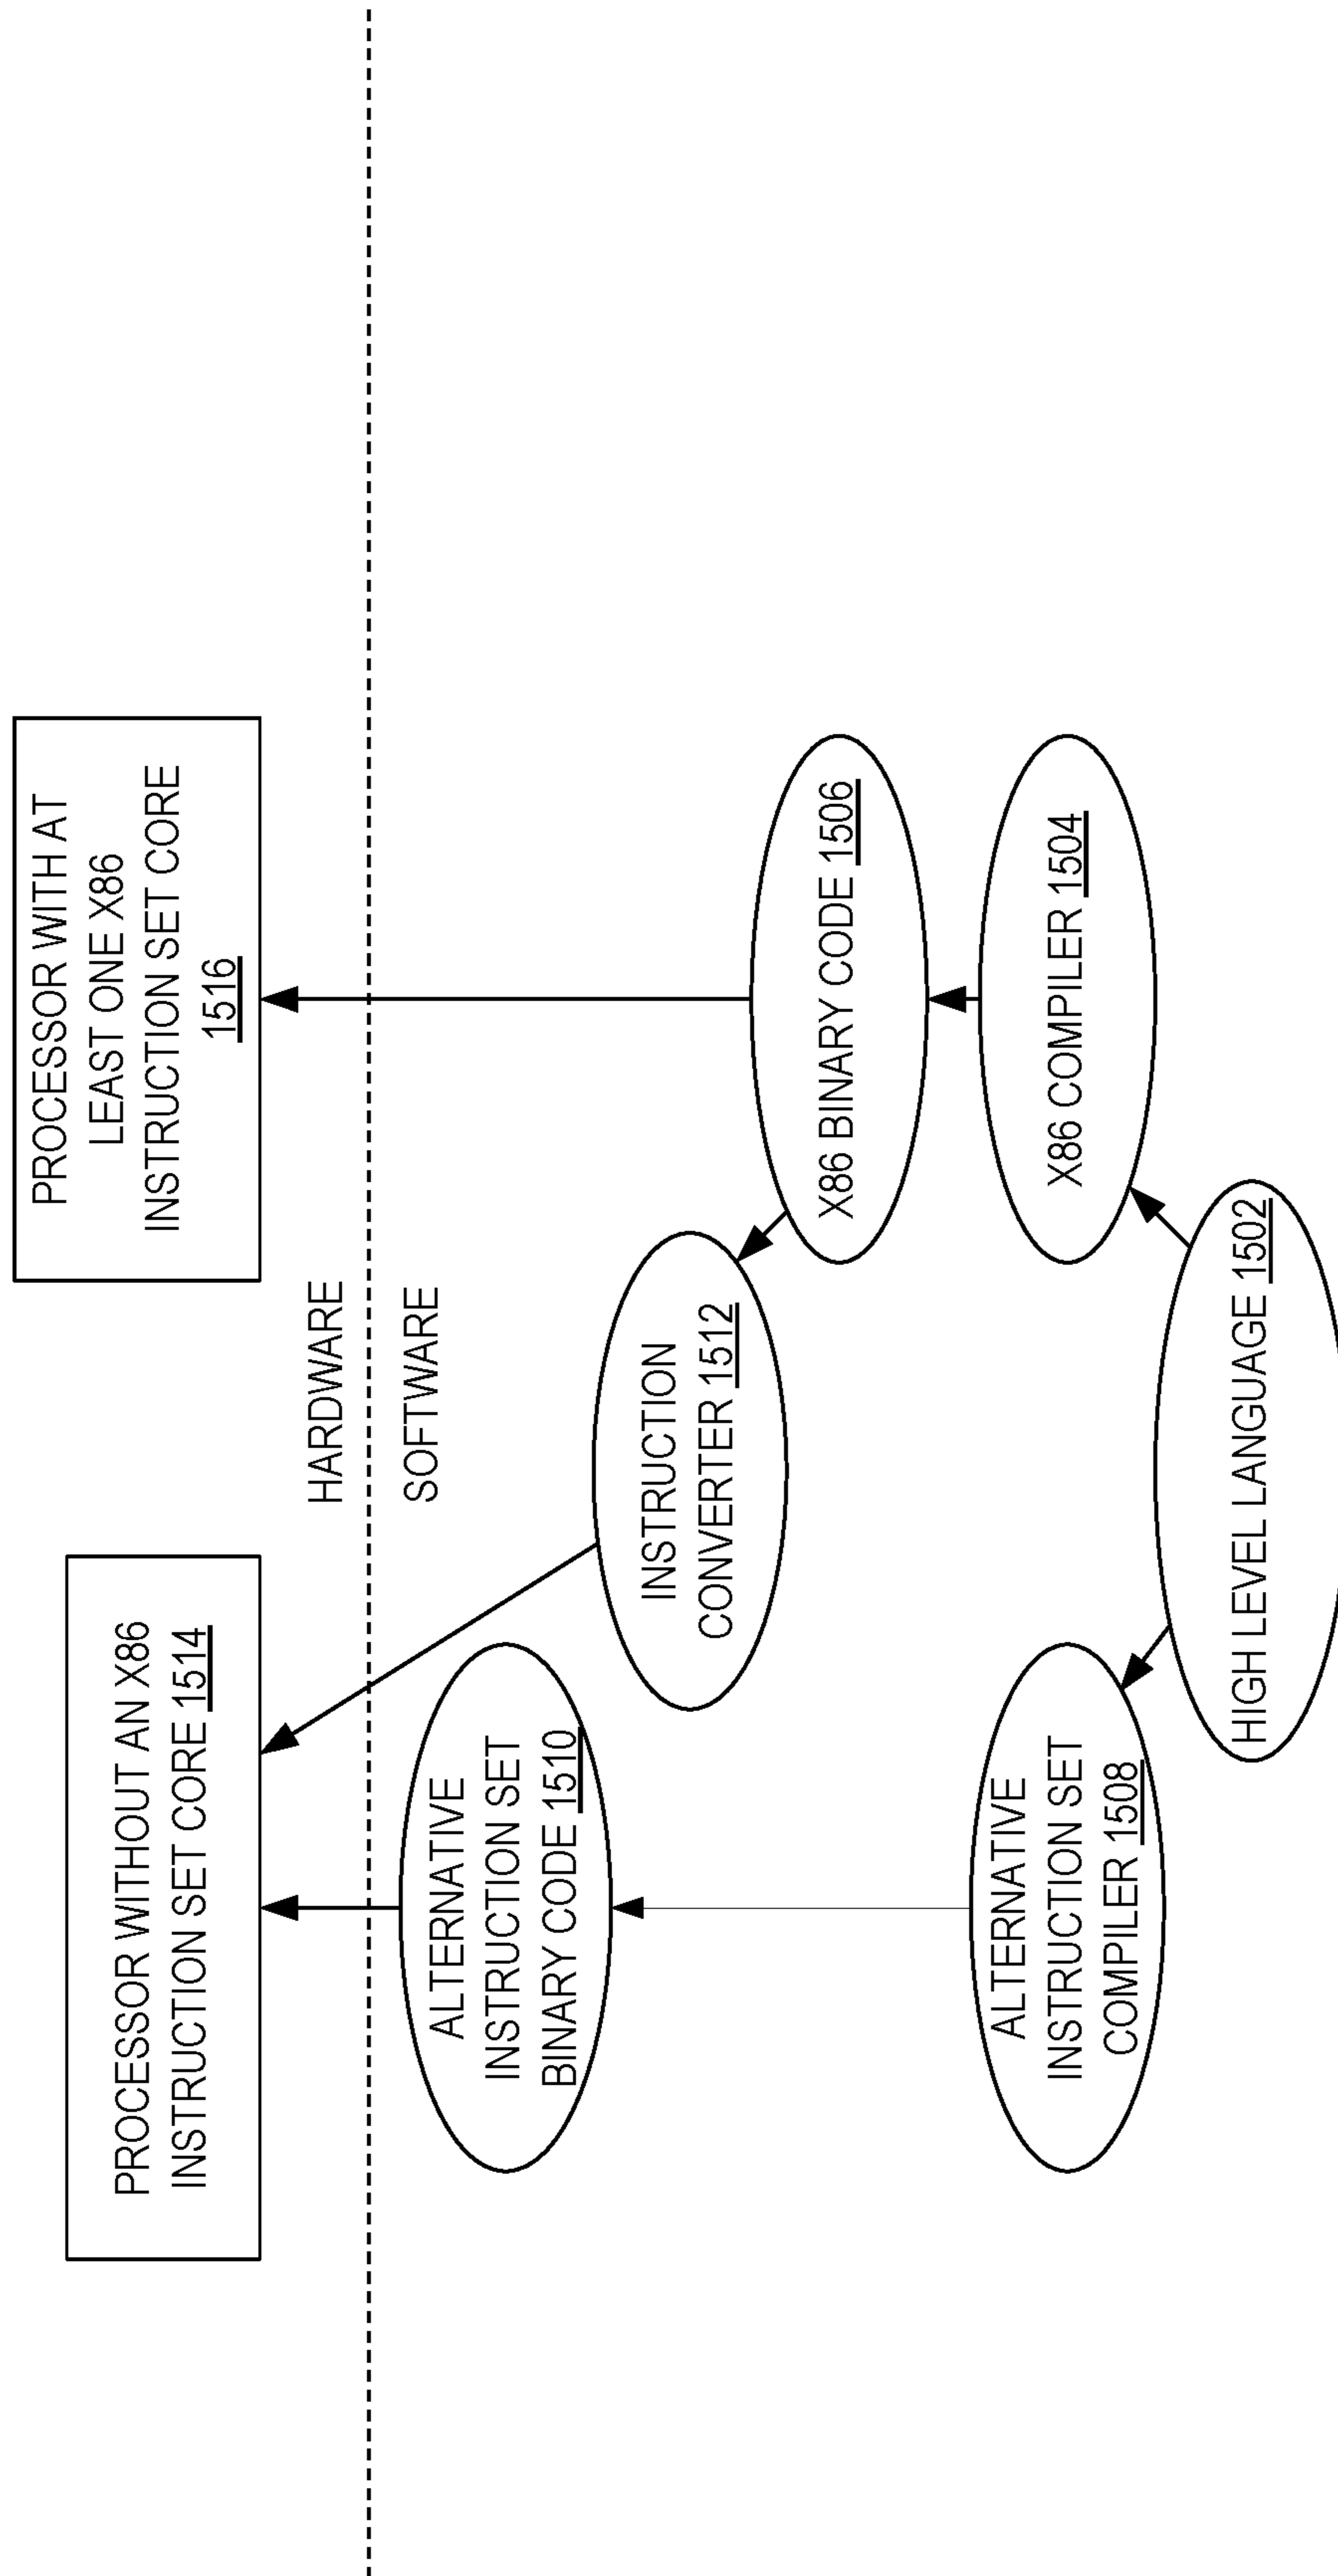 PROCESSOR WITHOUT AN X86
INSTRUCTION SET CORE 1514
PROCESSOR WITH AT
LEAST ONE X86
INSTRUCTION SET CORE
1516
HARDWARE
SOFTWARE
ALTERNATIVE
INSTRUCTION SET
BINARY CODE 1510
INSTRUCTION
CONVERTER 1512
X86 BINARY CODE 1506
ALTERNATIVE
INSTRUCTION SET
COMPILER 1508
X86 COMPILER 1504
HIGH LEVEL LANGUAGE 1502